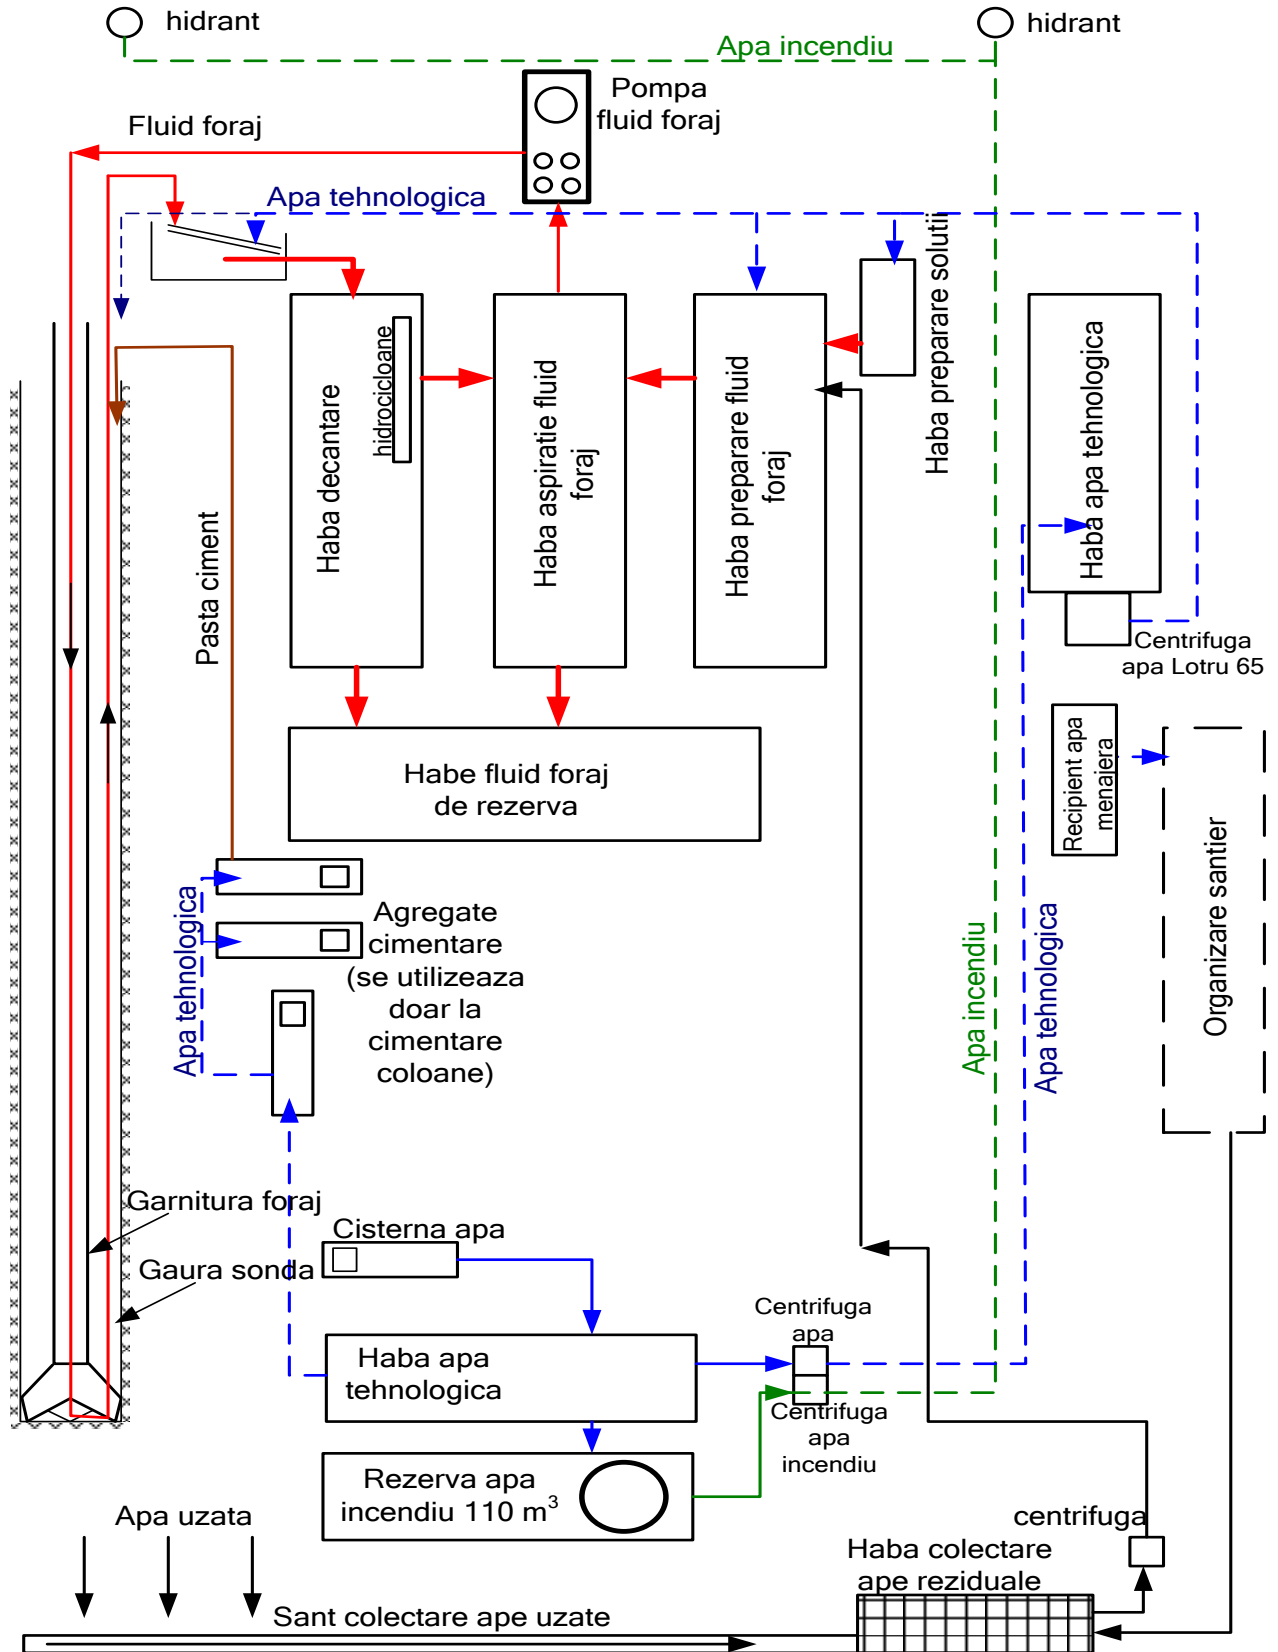 hidrant
hidrant
Apa incendiu
Pompa
fluid foraj
Fluid foraj
Apa tehnologica
Haba preparare solutii
Haba decantare
hidrocicloane
Haba aspiratie fluid
foraj
Haba preparare fluid
foraj
Haba apa tehnologica
Pasta ciment
Centrifuga
apa Lotru 65
Recipient apa
menajera
Habe fluid foraj
de rezerva
Organizare santier
Apa tehnologica
Agregate
cimentare
(se utilizeaza
doar la
cimentare
coloane)
Apa incendiu
Apa tehnologica
Garnitura foraj
Cisterna apa
Gaura sonda
Centrifuga
apa
Haba apa
tehnologica
Centrifuga
apa
incendiu
Rezerva apa
incendiu 110 m³
Apa uzata
centrifuga
Haba colectare
ape reziduale
Sant colectare ape uzate